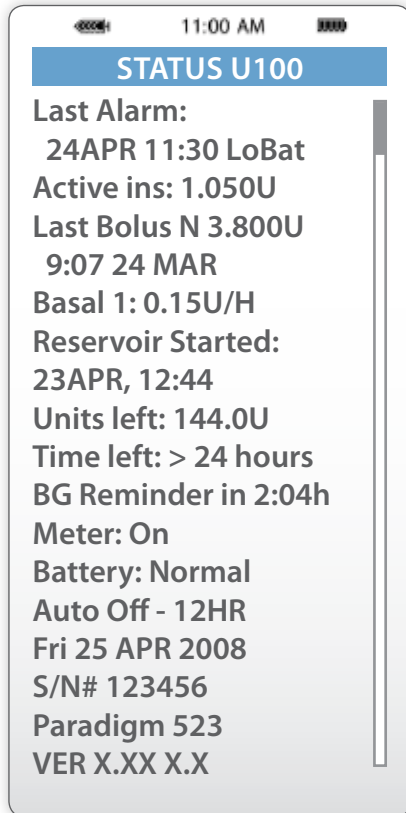 11:00 AM
STATUS U100
Last Alarm:
24APR 11:30 LoBat
Active ins: 1.050U
Last Bolus N 3.800U
9:07 24 MAR
Basal 1: 0.15U/H
Reservoir Started:
23APR, 12:44
Units left: 144.0U
Time left: > 24 hours
BG Reminder in 2:04h
Meter: On
Battery: Normal
Auto Off - 12HR
Fri 25 APR 2008
S/N# 123456
Paradigm 523
VER X.XX X.X